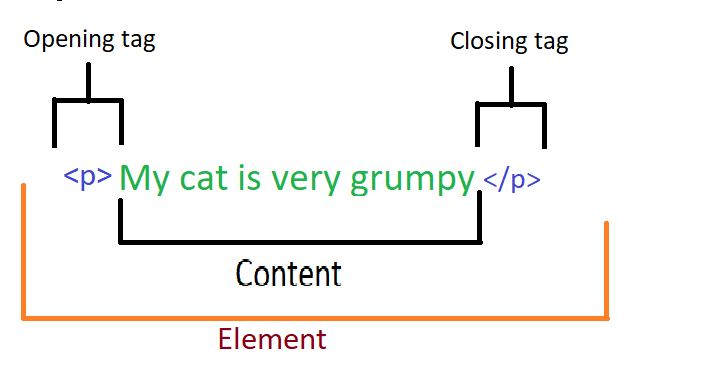 Opening tag
Closing tag
<p>My cat is very grumpy</p>
Content
Element